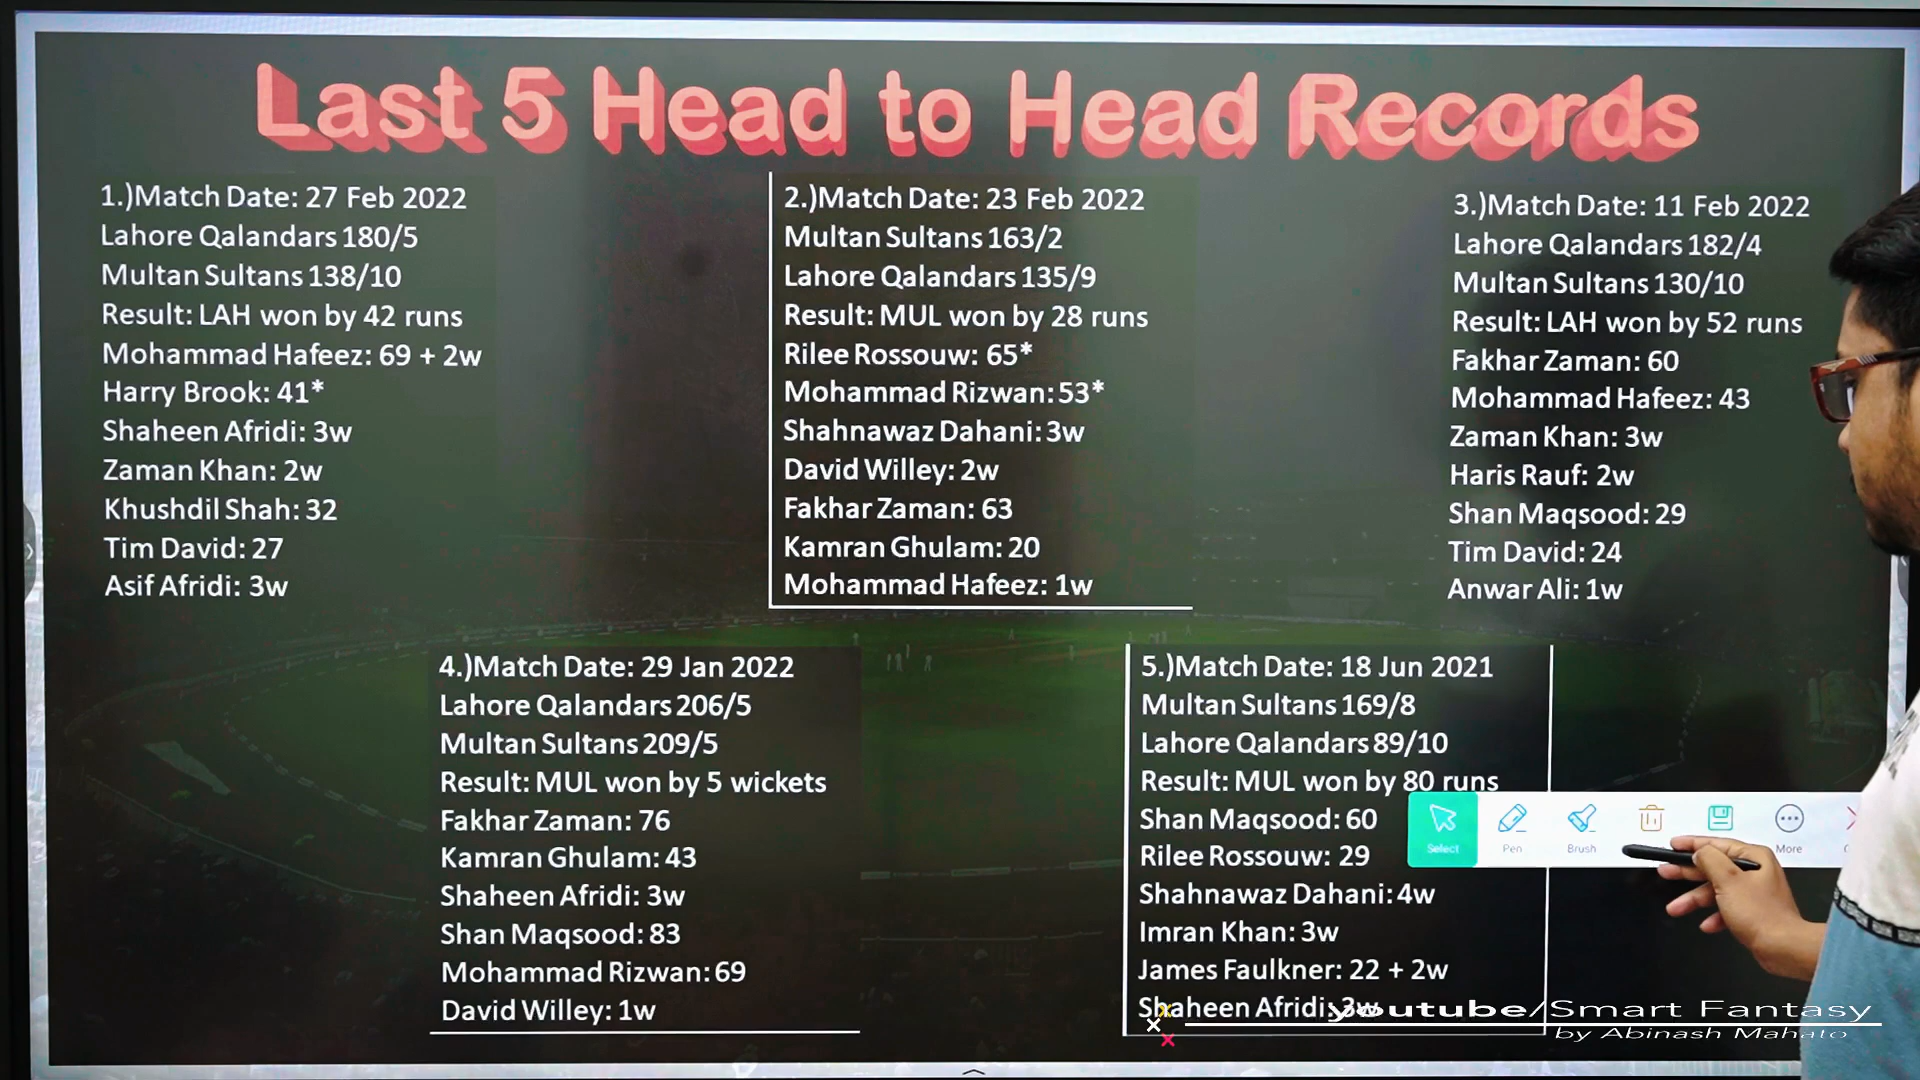 Last 5 Head to Head Records
1.)Match Date: 27 Feb 2022
Lahore Qalandars 180/5
Multan Sultans 138/10
Result: LAH won by 42 runs
Mohammad Hafeez: 69 + 2w
Harry Brook: 41*
Shaheen Afridi: 3w
Zaman Khan: 2w
Khushdil Shah: 32
Tim David: 27
Asif Afridi: 3w
2.)Match Date: 23 Feb 2022
Multan Sultans 163/2
Lahore Qalandars 135/9
Result: MUL won by 28 runs
Rilee Rossouw: 65*
Mohammad Rizwan: 53*
Shahnawaz Dahani: 3w
David Willey: 2w
Fakhar Zaman: 63
Kamran Ghulam: 20
Mohammad Hafeez: 1w
3.)Match Date: 11 Feb 2022
Lahore Qalandars 182/4
Multan Sultans 130/10
Result: LAH won by 52 runs
Fakhar Zaman: 60
Mohammad Hafeez: 43
Zaman Khan: 3w
Haris Rauf: 2w
Shan Maqsood: 29
Tim David: 24
Anwar Ali: 1w
4.)Match Date: 29 Jan 2022
Lahore Qalandars 206/5
Multan Sultans 209/5
Result: MUL won by 5 wickets
Fakhar Zaman: 76
Kamran Ghulam: 43
Shaheen Afridi: 3w
Shan Maqsood: 83
Mohammad Rizwan: 69
David Willey: 1w
5.)Match Date: 18 Jun 2021
Multan Sultans 169/8
Lahore Qalandars 89/10
Result: MUL won by 80 runs
Shan Maqsood: 60
Rilee Rossouw: 29
Shahnawaz Dahani: 4w
Imran Khan: 3w
James Faulkner: 22 + 2w
Shaheen Afridi: 3w
Select Pen Brush More
youtube/Smart Fantasy
by Abinash Mahato